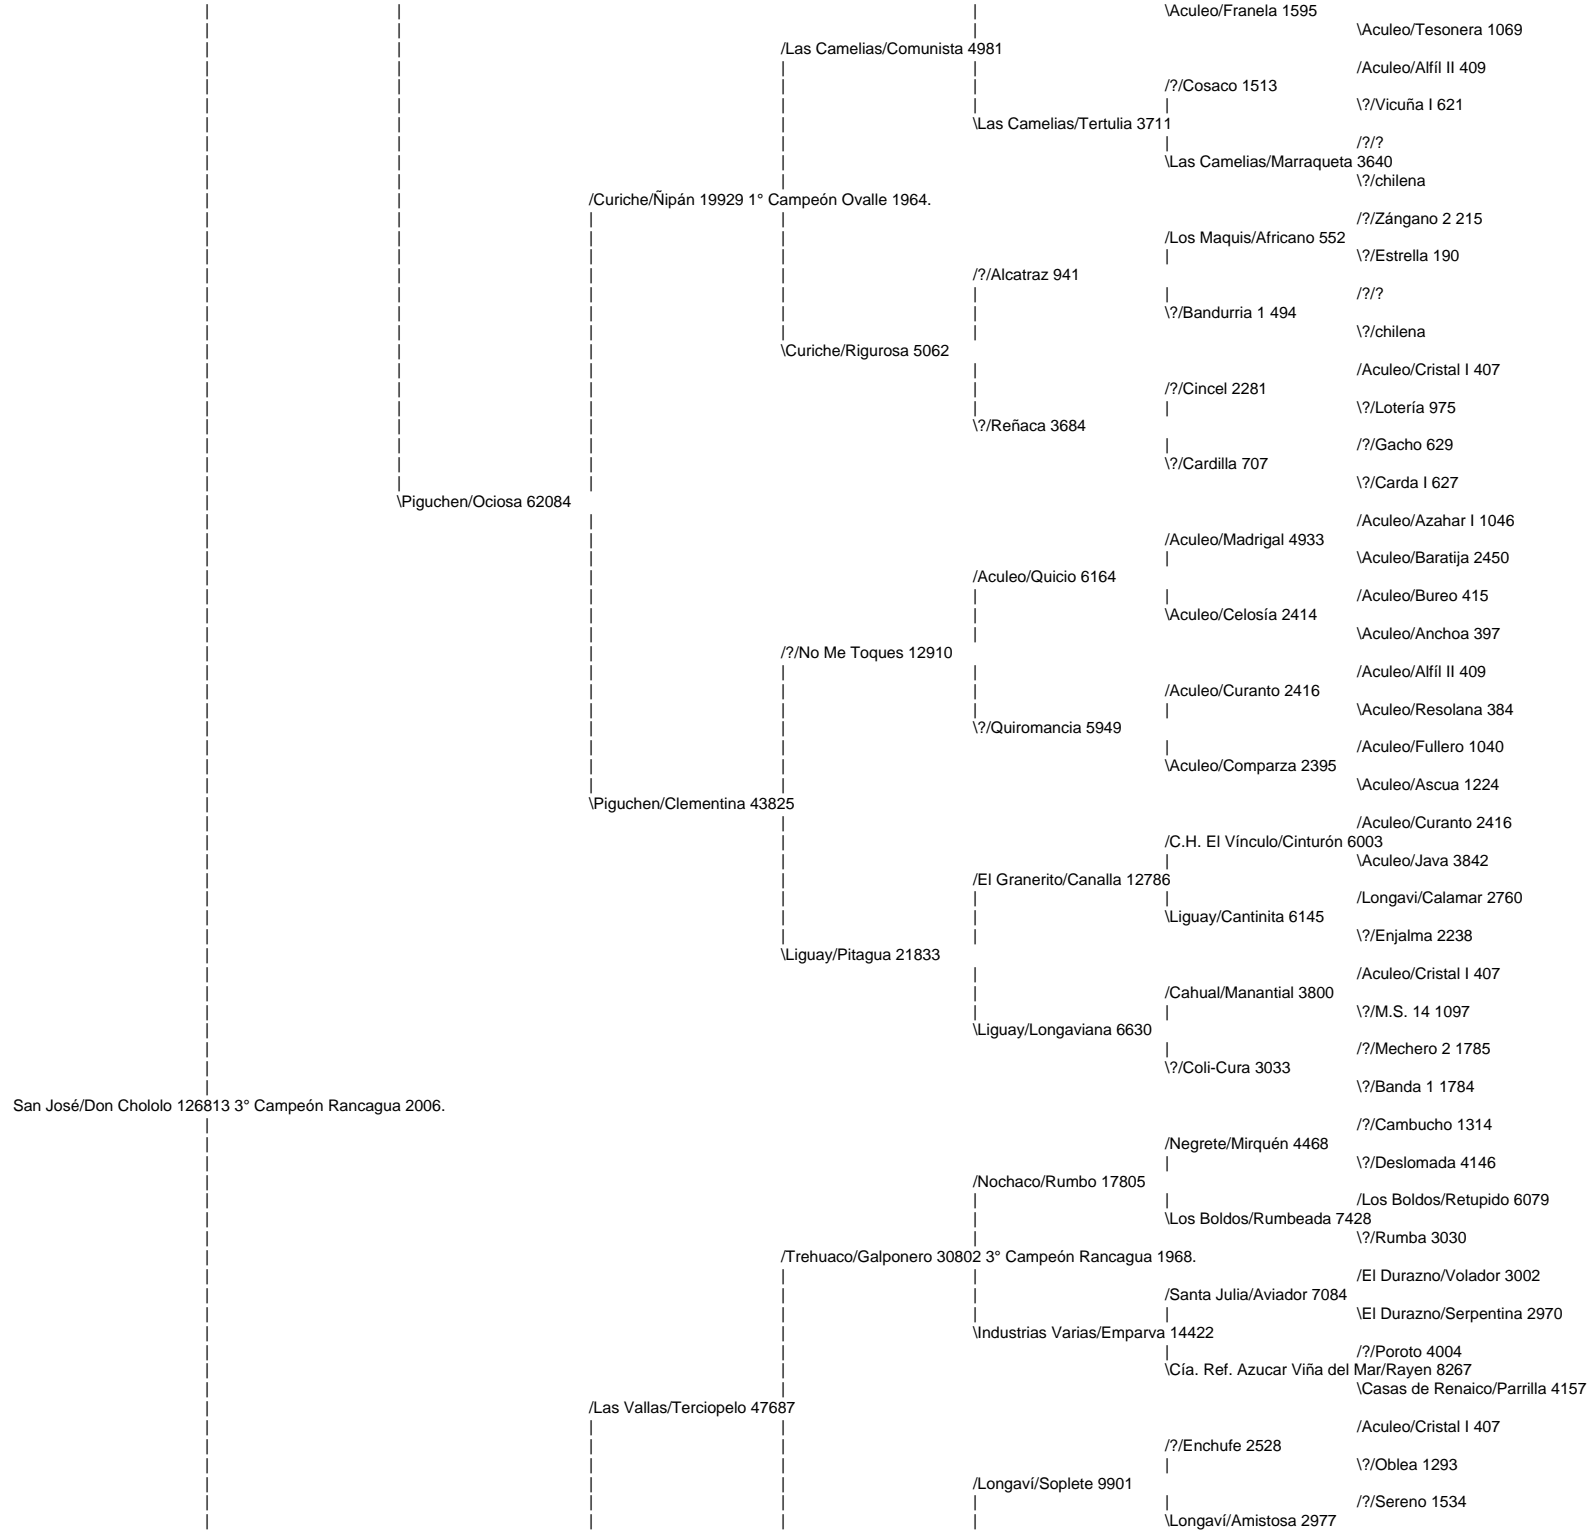 \Aculeo/Franela 1595
\Aculeo/Tesonera 1069
/Las Camelias/Comunista 4981
/Aculeo/Alfíl II 409
/?/Cosaco 1513
\?/Vicuña I 621
\Las Camelias/Tertulia 3711
/?/?
\Las Camelias/Marraqueta 3640
\?/chilena
/Curiche/Ñipán 19929 1° Campeón Ovalle 1964.
/?/Zángano 2 215
/Los Maquis/Africano 552
\?/Estrella 190
/?/Alcatraz 941
/?/?
\?/Bandurria 1 494
\?/chilena
\Curiche/Rigurosa 5062
/Aculeo/Cristal I 407
/?/Cincel 2281
\?/Lotería 975
\?/Reñaca 3684
/?/Gacho 629
\?/Cardilla 707
\?/Carda I 627
\Piguchen/Ociosa 62084
/Aculeo/Azahar I 1046
/Aculeo/Madrigal 4933
\Aculeo/Baratija 2450
/Aculeo/Quicio 6164
/Aculeo/Bureo 415
\Aculeo/Celosía 2414
\Aculeo/Anchoa 397
/?/No Me Toques 12910
/Aculeo/Alfíl II 409
/Aculeo/Curanto 2416
\Aculeo/Resolana 384
\?/Quiromancia 5949
/Aculeo/Fullero 1040
\Aculeo/Comparza 2395
\Aculeo/Ascua 1224
\Piguchen/Clementina 43825
/Aculeo/Curanto 2416
/C.H. El Vínculo/Cinturón 6003
\Aculeo/Java 3842
/El Granerito/Canalla 12786
/Longavi/Calamar 2760
\Liguay/Cantinita 6145
\?/Enjalma 2238
\Liguay/Pitagua 21833
/Aculeo/Cristal I 407
/Cahual/Manantial 3800
\?/M.S. 14 1097
\Liguay/Longaviana 6630
/?/Mechero 2 1785
\?/Coli-Cura 3033
\?/Banda 1 1784
San José/Don Chololo 126813 3° Campeón Rancagua 2006.
/?/Cambucho 1314
/Negrete/Mirquén 4468
\?/Deslomada 4146
/Nochaco/Rumbo 17805
/Los Boldos/Retupido 6079
\Los Boldos/Rumbeada 7428
\?/Rumba 3030
/Trehuaco/Galponero 30802 3° Campeón Rancagua 1968.
/El Durazno/Volador 3002
/Santa Julia/Aviador 7084
\El Durazno/Serpentina 2970
\Industrias Varias/Emparva 14422
/?/Poroto 4004
\Cía. Ref. Azucar Viña del Mar/Rayen 8267
\Casas de Renaico/Parrilla 4157
/Las Vallas/Terciopelo 47687
/Aculeo/Cristal I 407
/?/Enchufe 2528
\?/Oblea 1293
/Longaví/Soplete 9901
/?/Sereno 1534
\Longaví/Amistosa 2977